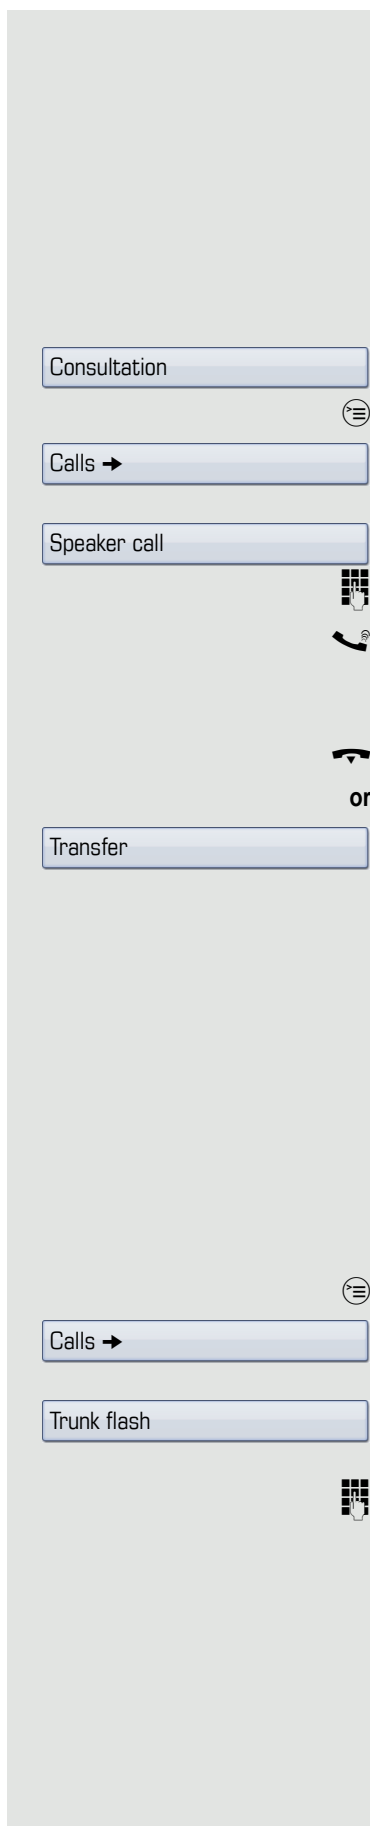 Consultation
Calls →
Speaker call
or
Transfer
Calls →
Trunk flash